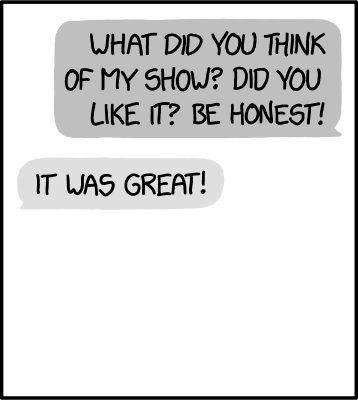 WHAT DID YOU THINK
OF MY SHOW? DID YOU
LIKE IT? BE HONEST!
IT WAS GREAT!